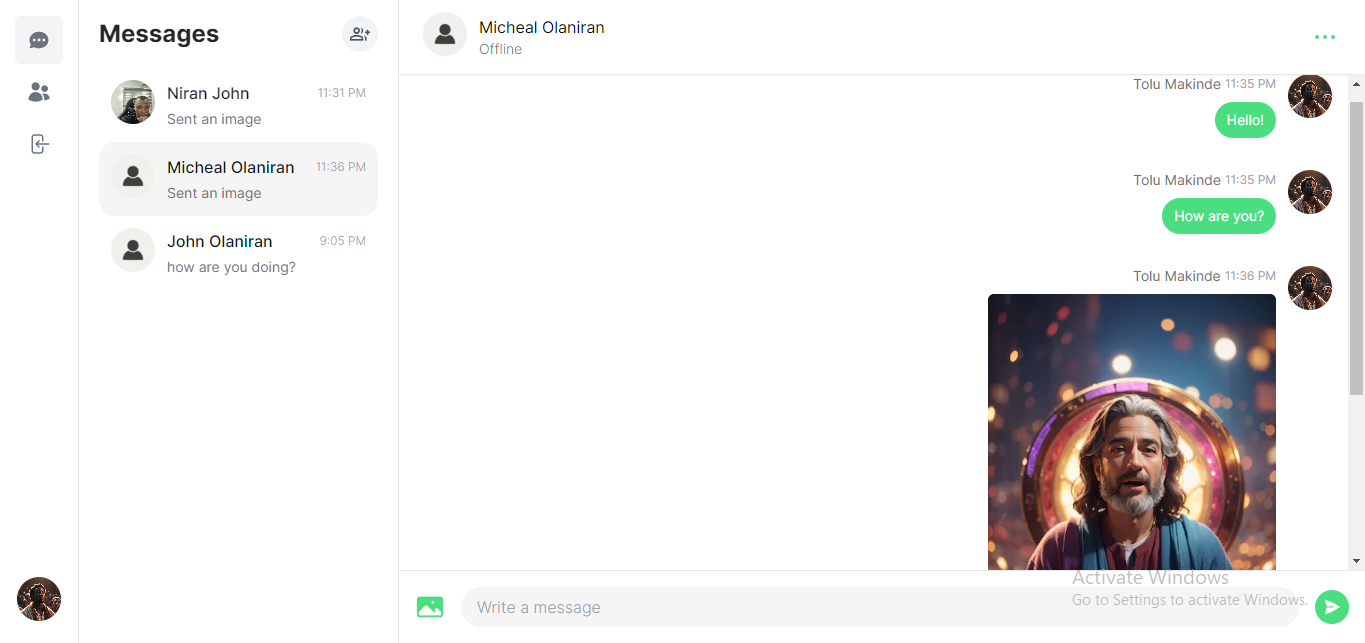 Messages
Niran John 11:31 PM
Sent an image
Micheal Olaniran 11:36 PM
Sent an image
John Olaniran 9:05 PM
how are you doing?
Micheal Olaniran
Offline
Tolu Makinde 11:35 PM
Hello!
Tolu Makinde 11:35 PM
How are you?
Tolu Makinde 11:36 PM
Write a message
Activate Windows
Go to Settings to activate Windows.